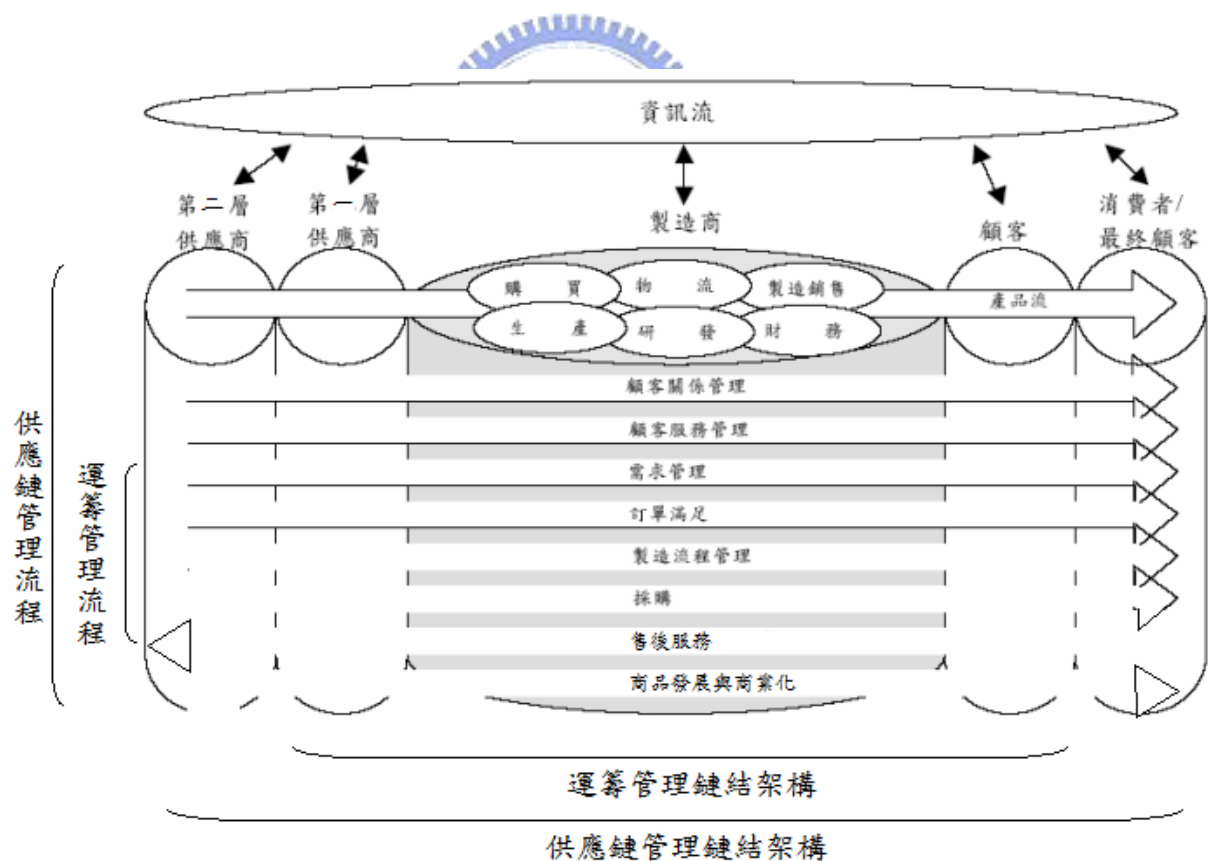 資訊流
第二層
供應商
第一層
供應商
製造商
顧客
消費者/
最終顧客
購買
物流
製造銷售
產品流
生產
研發
財務
顧客關係管理
顧客服務管理
需求管理
訂單滿足
製造流程管理
採購
售後服務
商品發展與商業化
供應鏈管理流程
運籌管理流程
運籌管理鏈結架構
供應鏈管理鏈結架構